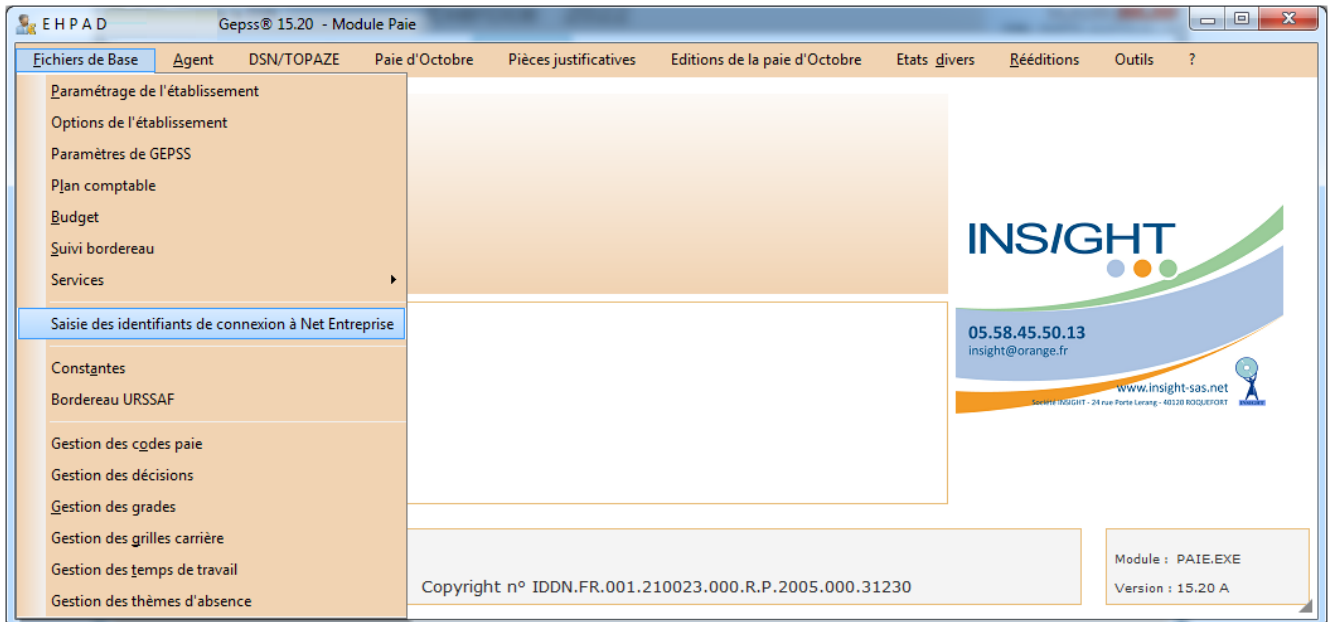 E H P A D Gepss® 15.20 - Module Paie
Fichiers de Base Agent DSN/TOPAZE Paie d'Octobre Pièces justificatives Editions de la paie d'Octobre Etats divers Rééditions Outils ?
Paramétrage de l'établissement
Options de l'établissement
Paramètres de GEPSS
Plan comptable
Budget
Suivi bordereau
Services
Saisie des identifiants de connexion à Net Entreprise
Constantes
Bordereau URSSAF
Gestion des codes paie
Gestion des décisions
Gestion des grades
Gestion des grilles carrière
Gestion des temps de travail
Gestion des thèmes d'absence
INSIGHT
05.58.45.50.13
insight@orange.fr
www.insight-sas.net
Société INSIGHT - 24 rue Porte Lerang - 40120 ROQUEFORT
INSIGHT
Copyright n° IDDN.FR.001.210023.000.R.P.2005.000.31230
Module : PAIE.EXE
Version : 15.20 A